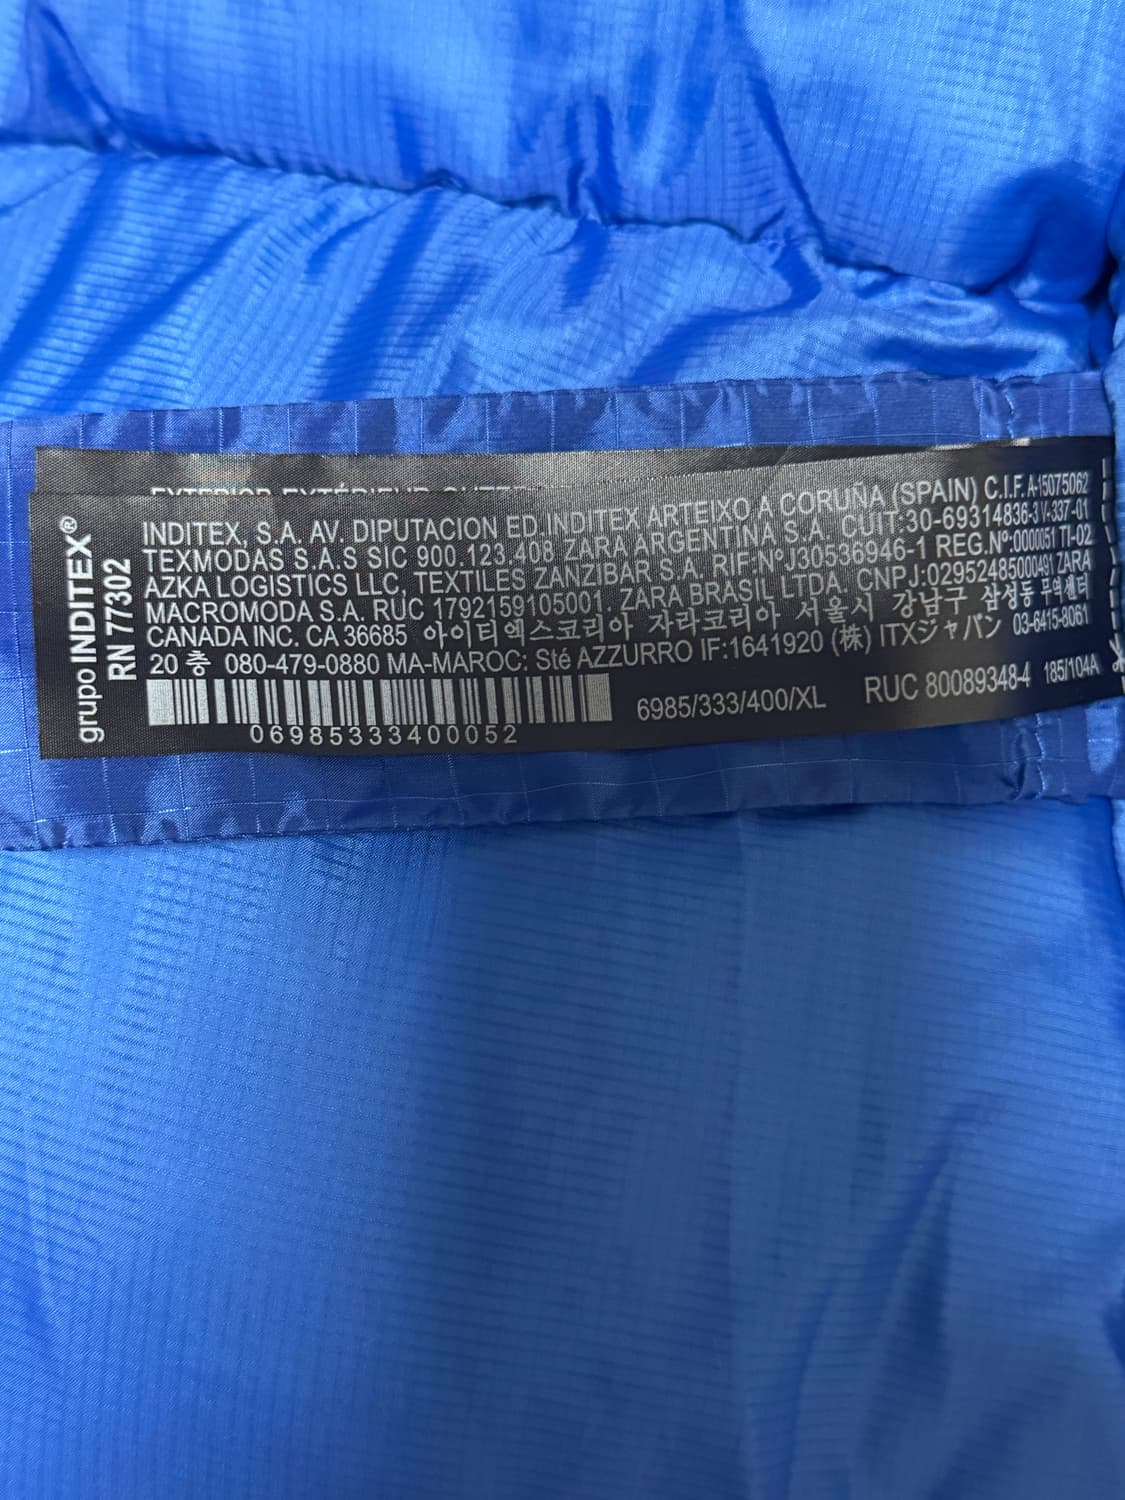 EXTERIOR EXTÉRIEUR OUTER
grupo INDITEX®
RN 77302
INDITEX, S.A. AV. DIPUTACION ED.INDITEX ARTEIXO A CORUÑA (SPAIN) C.I.F. A-15075062
TEXMODAS S.A.S SIC 900.123.408 ZARA ARGENTINA S.A. CUIT:30-69314836-3 V-337-01
AZKA LOGISTICS LLC, TEXTILES ZANZIBAR S.A. RIF:NºJ30536946-1 REG.Nº:0000051 TI-02
MACROMODA S.A. RUC 1792159105001. ZARA BRASIL LTDA. CNPJ:02952485000491 ZARA
CANADA INC. CA 36685 아이티엑스코리아 자라코리아 서울시 강남구 삼성동 무역센터
20 층 080-479-0880 MA-MAROC: Sté AZZURRO IF:1641920 (株) ITXジャパン 03-6415-8061
06985333400052
6985/333/400/XL RUC 80089348-4 185/104A